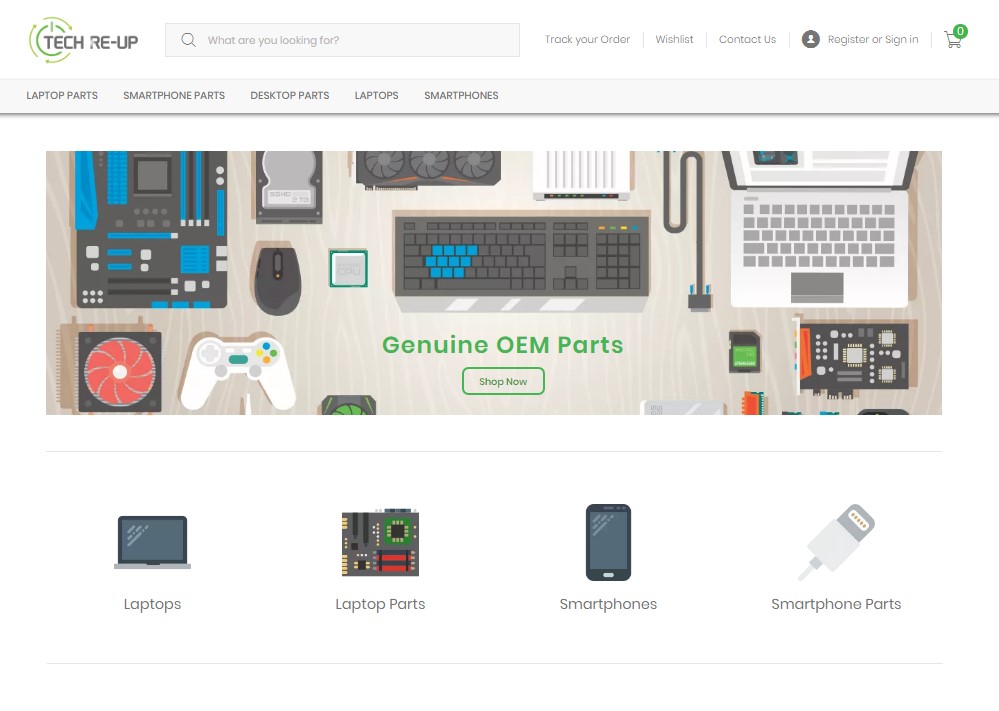 TECH RE-UP
What are you looking for?
Track your Order
Wishlist
Contact Us
Register or Sign in
0
LAPTOP PARTS
SMARTPHONE PARTS
DESKTOP PARTS
LAPTOPS
SMARTPHONES
SSHD
2 TB
CPU
Genuine OEM Parts
Shop Now
Laptops
Laptop Parts
Smartphones
Smartphone Parts